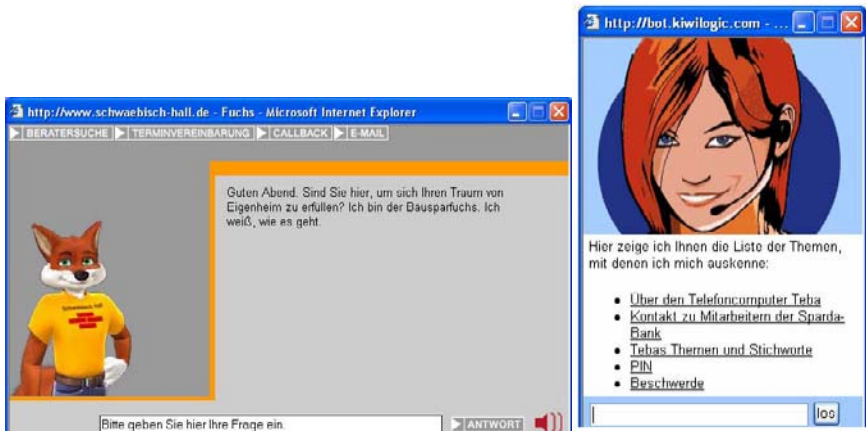 http://www.schwaebisch-hall.de - Fuchs - Microsoft Internet Explorer
BERATERSUCHE TERMINVEREINBARUNG CALLBACK E-MAIL
Guten Abend. Sind Sie hier, um sich Ihren Traum von
Eigenheim zu erfüllen? Ich bin der Bausparfuchs. Ich
weiß, wie es geht.
Schwäbisch Hall
Bitte geben Sie hier Ihre Frage ein.
ANTWORT
http://bot.kiwilogic.com - ...
Hier zeige ich Ihnen die Liste der Themen,
mit denen ich mich auskenne:
Über den Telefoncomputer Teba
Kontakt zu Mitarbeitern der Sparda-
Bank
Tebas Themen und Stichworte
PIN
Beschwerde
los